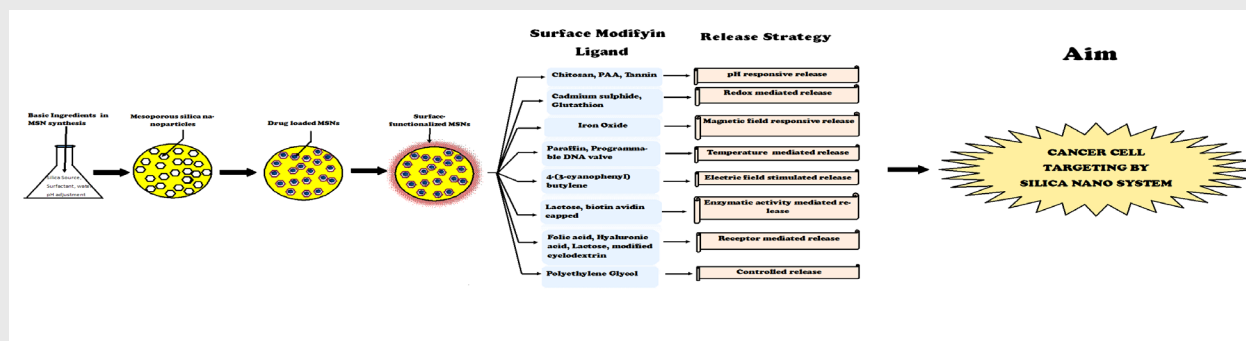 Basic Ingredients in
MSN synthesis
Silica Source,
Surfactant, water
pH adjustment
Mesoporous silica na-
noparticles
Drug loaded MSNs
Surface-
functionalized MSNs
Surface Modifyin
Ligand
Chitosan, PAA, Tannin
Cadmium sulphide,
Glutathion
Iron Oxide
Paraffin, Programma-
ble DNA valve
4-(3-cyanophenyl)
butylene
Lactose, biotin avidin
capped
Folic acid, Hyaluronic
acid, Lactose, modified
cyclodextrin
Polyethylene Glycol
Release Strategy
pH responsive release
Redox mediated release
Magnetic field responsive release
Temperature mediated release
Electric field stimulated release
Enzymatic activity mediated re-
lease
Receptor mediated release
Controlled release
Aim
CANCER CELL
TARGETING BY
SILICA NANO SYSTEM